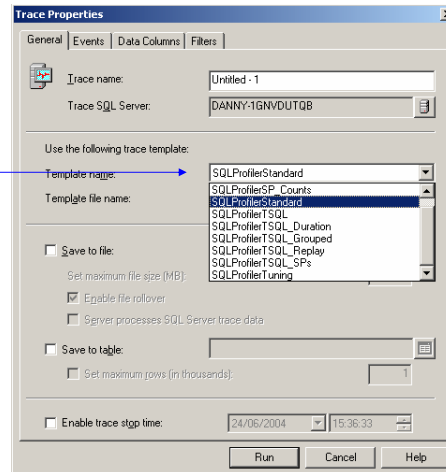 Trace Properties
General Events Data Columns Filters
Trace name: Untitled - 1
Trace SQL Server: DANNY-1GNVDUTQB
Use the following trace template:
Template name: SQLProfilerStandard
Template file name:
SQLProfilerSP_Counts
SQLProfilerStandard
SQLProfilerTSQL
SQLProfilerTSQL_Duration
SQLProfilerTSQL_Grouped
SQLProfilerTSQL_Replay
SQLProfilerTSQL_SPs
SQLProfilerTuning
Save to file:
Set maximum file size (MB):
Enable file rollover
Server processes SQL Server trace data
Save to table:
Set maximum rows (in thousands): 1
Enable trace stop time: 24/06/2004 15:36:33
Run Cancel Help